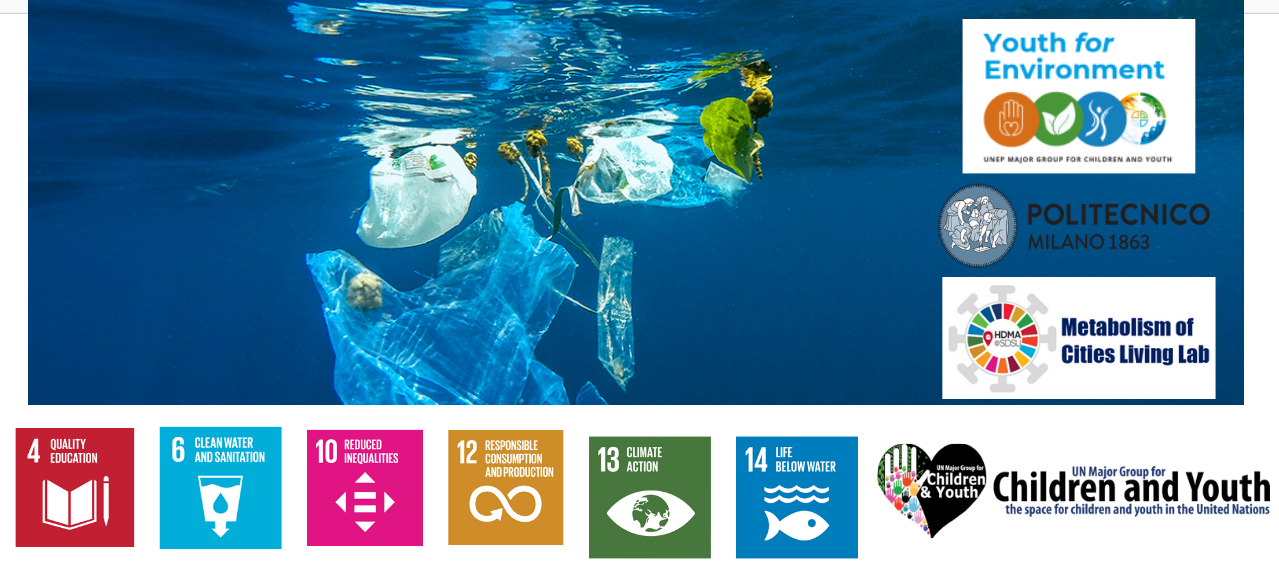 Youth for
Environment
UNEP MAJOR GROUP FOR CHILDREN AND YOUTH
POLITECNICO
MILANO 1863
HDMA
@SDSU
Metabolism of
Cities Living Lab
4 QUALITY
EDUCATION
6 CLEAN WATER
AND SANITATION
10 REDUCED
INEQUALITIES
12 RESPONSIBLE
CONSUMPTION
AND PRODUCTION
13 CLIMATE
ACTION
14 LIFE
BELOW WATER
UN Major Group for
Children
& Youth
UN Major Group for
Children and Youth
the space for children and youth in the United Nations